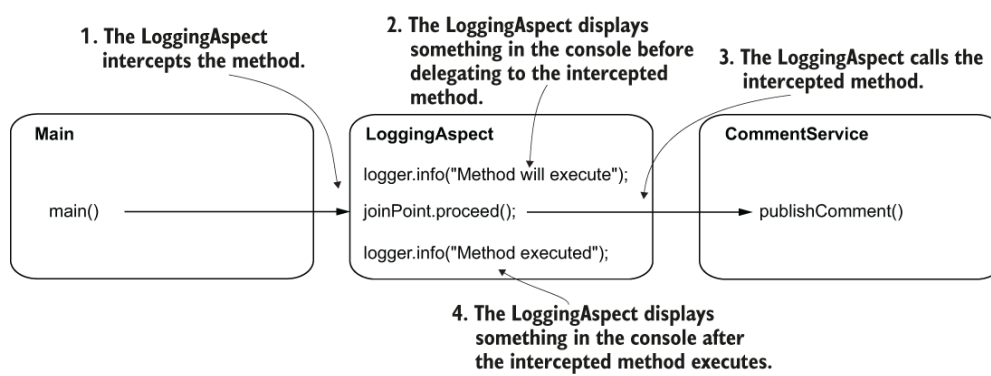 1. The LoggingAspect
intercepts the method.
2. The LoggingAspect displays
something in the console before
delegating to the intercepted
method.
3. The LoggingAspect calls the
intercepted method.
Main
main()
LoggingAspect
logger.info("Method will execute");
joinPoint.proceed();
logger.info("Method executed");
CommentService
publishComment()
4. The LoggingAspect displays
something in the console after
the intercepted method executes.